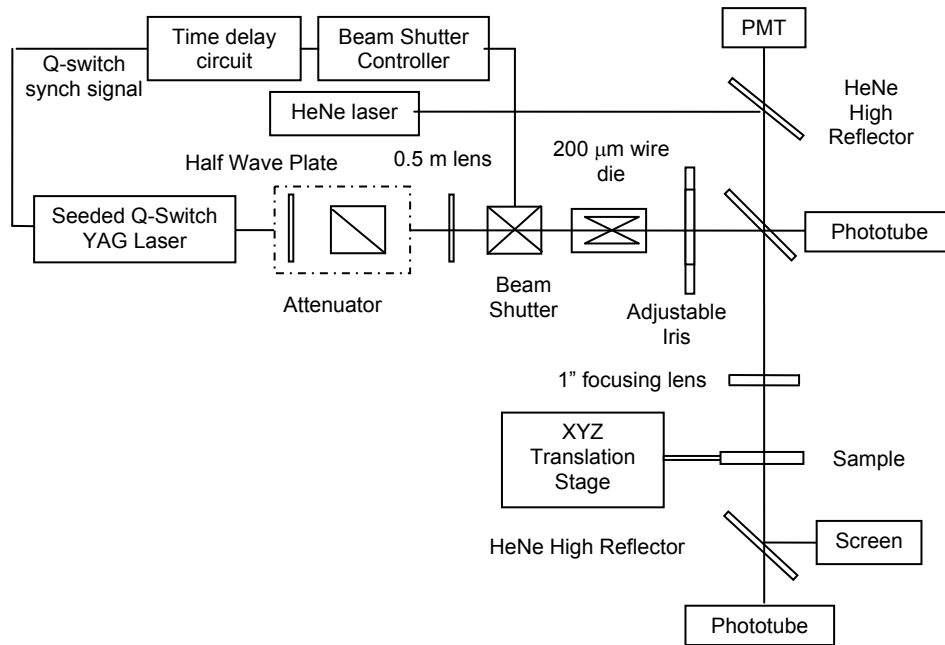 PMT
Time delay
circuit
Beam Shutter
Controller
Q-switch
synch signal
HeNe laser
HeNe
High
Reflector
Half Wave Plate
0.5 m lens
200 μm wire
die
Seeded Q-Switch
YAG Laser
Phototube
Attenuator
Beam
Shutter
Adjustable
Iris
1” focusing lens
XYZ
Translation
Stage
Sample
HeNe High Reflector
Screen
Phototube